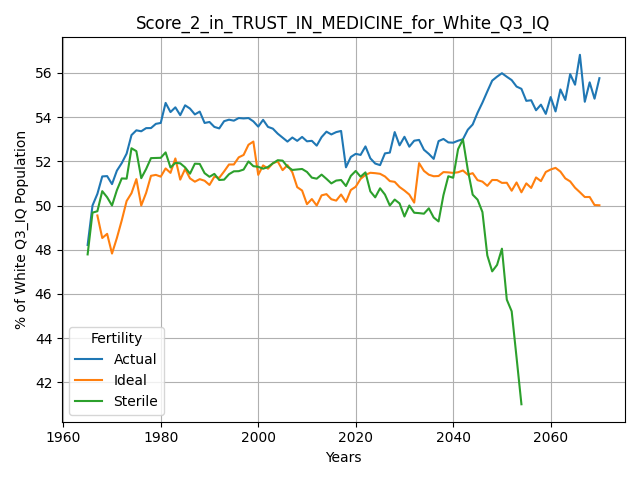 Score_2_in_TRUST_IN_MEDICINE_for_White_Q3_IQ
% of White Q3_IQ Population
56
54
52
50
48
46
44
42
Fertility
Actual
Ideal
Sterile
1960
1980
2000
2020
2040
2060
Years